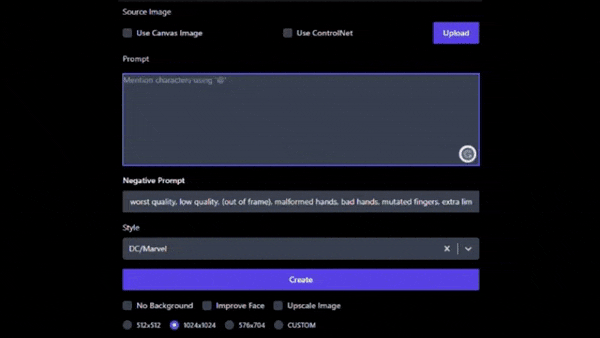 Source Image
Use Canvas Image Use ControlNet Upload
Prompt
Mention characters using "@"
Negative Prompt
worst quality, low quality, (out of frame), malformed hands, bad hands, mutated fingers, extra lim
Style
DC/Marvel X
Create
No Background Improve Face Upscale Image
512x512 1024x1024 576x704 CUSTOM